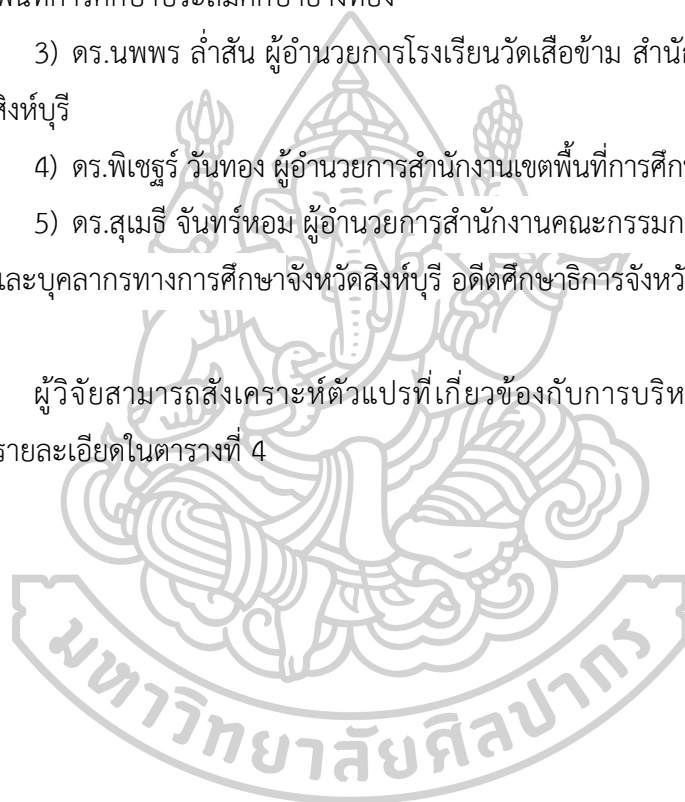 3) ดร.นพพร ล่ำสัน ผู้อำนวยการโรงเรียนวัดเสือข้าม สำนัก
สิงห์บุรี
4) ดร.พิเชฐร์ วันทอง ผู้อำนวยการสำนักงานเขตพื้นที่การศึกษ
5) ดร.สุเมธี จันทร์หอม ผู้อำนวยการสำนักงานคณะกรรมก
และบุคลากรทางการศึกษาจังหวัดสิงห์บุรี อดีตศึกษาธิการจังหวั
ผู้วิจัยสามารถสังเคราะห์ตัวแปรที่เกี่ยวข้องกับการบริห
รายละเอียดในตารางที่ 4
มหาวิทยาลัยศิลปากร